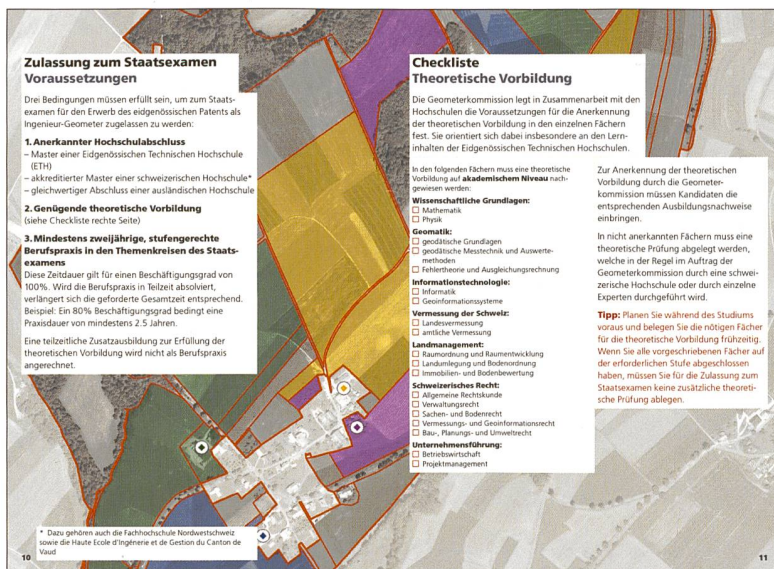 Zulassung zum Staatsexamen
Voraussetzungen
Drei Bedingungen müssen erfüllt sein, um zum Staats-
examen für den Erwerb des eidgenössischen Patents als
Ingenieur-Geometer zugelassen zu werden:
1. Anerkannter Hochschulabschluss
– Master einer Eidgenössischen Technischen Hochschule
(ETH)
– akkreditierter Master einer schweizerischen Hochschule*
– gleichwertiger Abschluss einer ausländischen Hochschule
2. Genügende theoretische Vorbildung
(siehe Checkliste rechte Seite)
3. Mindestens zweijährige, stufengerechte
Berufspraxis in den Themenkreisen des Staats-
examens
Diese Zeitdauer gilt für einen Beschäftigungsgrad von
100%. Wird die Berufspraxis in Teilzeit absolviert,
verlängert sich die geforderte Gesamtzeit entsprechend.
Beispiel: Ein 80% Beschäftigungsgrad bedingt eine
Praxisdauer von mindestens 2.5 Jahren.
Eine teilzeitliche Zusatzausbildung zur Erfüllung der
theoretischen Vorbildung wird nicht als Berufspraxis
angerechnet.
* Dazu gehören auch die Fachhochschule Nordwestschweiz
sowie die Haute Ecole d'Ingénerie et de Gestion du Canton de
Vaud
10
Checkliste
Theoretische Vorbildung
Die Geometerkommission legt in Zusammenarbeit mit den
Hochschulen die Voraussetzungen für die Anerkennung
der theoretischen Vorbildung in den einzelnen Fächern
fest. Sie orientiert sich dabei insbesondere an den Lern-
inhalten der Eidgenössischen Technischen Hochschulen.
In den folgenden Fächern muss eine theoretische
Vorbildung auf akademischem Niveau nach-
gewiesen werden:
Wissenschaftliche Grundlagen:
☐ Mathematik
☐ Physik
Geomatik:
☐ geodätische Grundlagen
☐ geodätische Messtechnik und Auswerte-
methoden
☐ Fehlertheorie und Ausgleichungsrechnung
Informationstechnologie:
☐ Informatik
☐ Geoinformationssysteme
Vermessung der Schweiz:
☐ Landesvermessung
☐ amtliche Vermessung
Landmanagement:
☐ Raumordnung und Raumentwicklung
☐ Landumlegung und Bodenordnung
☐ Immobilien- und Bodenbewertung
Schweizerisches Recht:
☐ Allgemeine Rechtskunde
☐ Verwaltungsrecht
☐ Sachen- und Bodenrecht
☐ Vermessungs- und Geoinformationsrecht
☐ Bau-, Planungs- und Umweltrecht
Unternehmensführung:
☐ Betriebswirtschaft
☐ Projektmanagement
Zur Anerkennung der theoretischen
Vorbildung durch die Geometer-
kommission müssen Kandidaten die
entsprechenden Ausbildungsnachweise
einbringen.
In nicht anerkannten Fächern muss eine
theoretische Prüfung abgelegt werden,
welche in der Regel im Auftrag der
Geometerkommission durch eine schwei-
zerische Hochschule oder durch einzelne
Experten durchgeführt wird.
Tipp: Planen Sie während des Studiums
voraus und belegen Sie die nötigen Fächer
für die theoretische Vorbildung frühzeitig.
Wenn Sie alle vorgeschriebenen Fächer auf
der erforderlichen Stufe abgeschlossen
haben, müssen Sie für die Zulassung zum
Staatsexamen keine zusätzliche theoreti-
sche Prüfung ablegen.
11